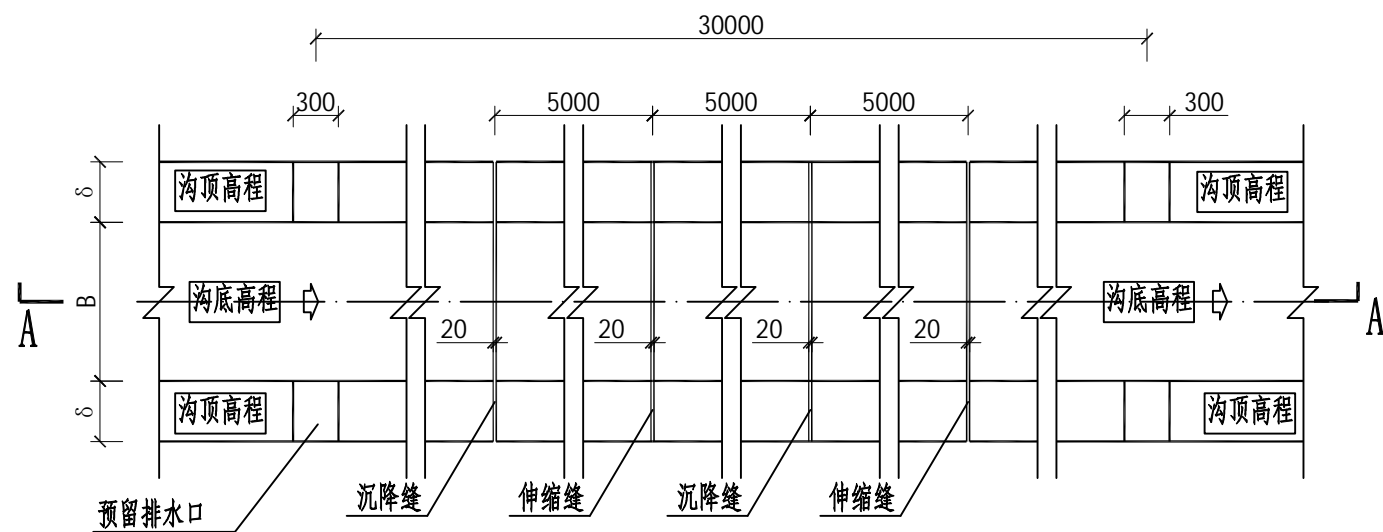 30000
300 5000 5000 5000 300
δ 沟顶高程 沟顶高程
A B 沟底高程 沟底高程 A
20 20 20 20
δ 沟顶高程 沟顶高程
预留排水口 沉降缝 伸缩缝 沉降缝 伸缩缝